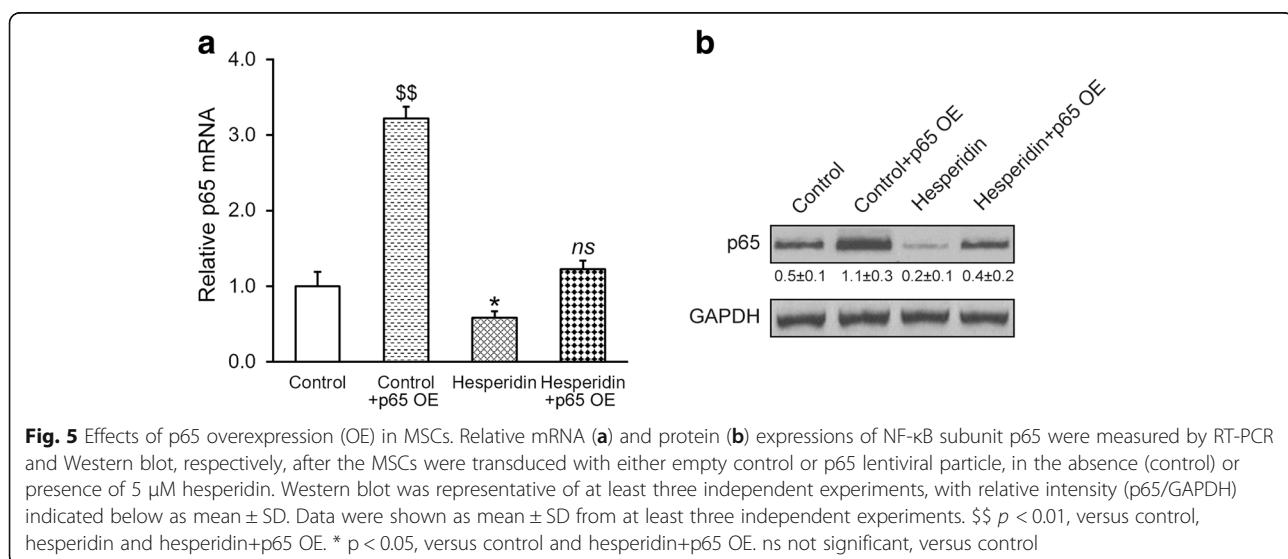 a
4.0
3.0
2.0
1.0
0.0
Relative p65 mRNA
$$
*
ns
Control
Control
+p65 OE
Hesperidin
Hesperidin
+p65 OE
b
Control
Control+p65 OE
Hesperidin
Hesperidin+p65 OE
p65
0.5±0.1 1.1±0.3 0.2±0.1 0.4±0.2
GAPDH
Fig. 5 Effects of p65 overexpression (OE) in MSCs. Relative mRNA (a) and protein (b) expressions of NF-κB subunit p65 were measured by RT-PCR
and Western blot, respectively, after the MSCs were transduced with either empty control or p65 lentiviral particle, in the absence (control) or
presence of 5 μM hesperidin. Western blot was representative of at least three independent experiments, with relative intensity (p65/GAPDH)
indicated below as mean ± SD. Data were shown as mean ± SD from at least three independent experiments. $$ p < 0.01, versus control,
hesperidin and hesperidin+p65 OE. * p < 0.05, versus control and hesperidin+p65 OE. ns not significant, versus control